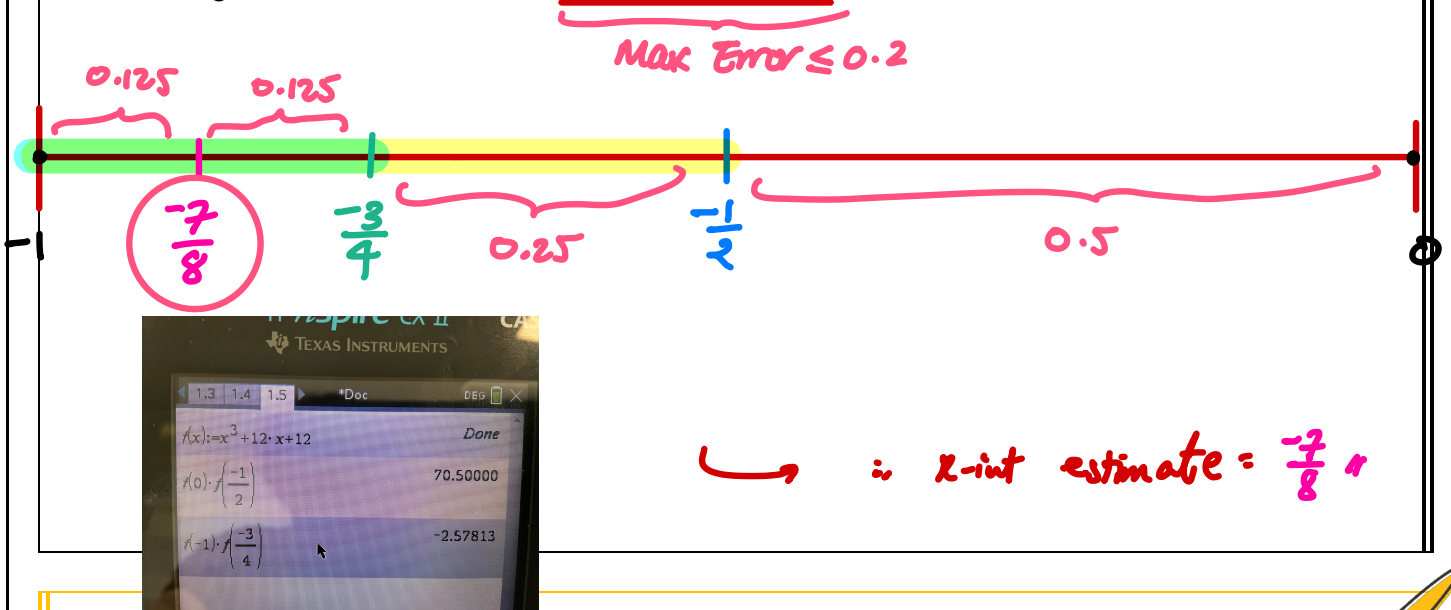 Max Error ≤ 0.2
0.125 0.125
-1 -7/8 -3/4 0.25 -1/2 0.5 0
TEXAS INSTRUMENTS
1.3 1.4 1.5 *Doc DEG
f(x):=x³+12·x+12 Done
f(0)·f(-1/2) 70.50000
f(-1)·f(-3/4) -2.57813
∴ x-int estimate = -7/8